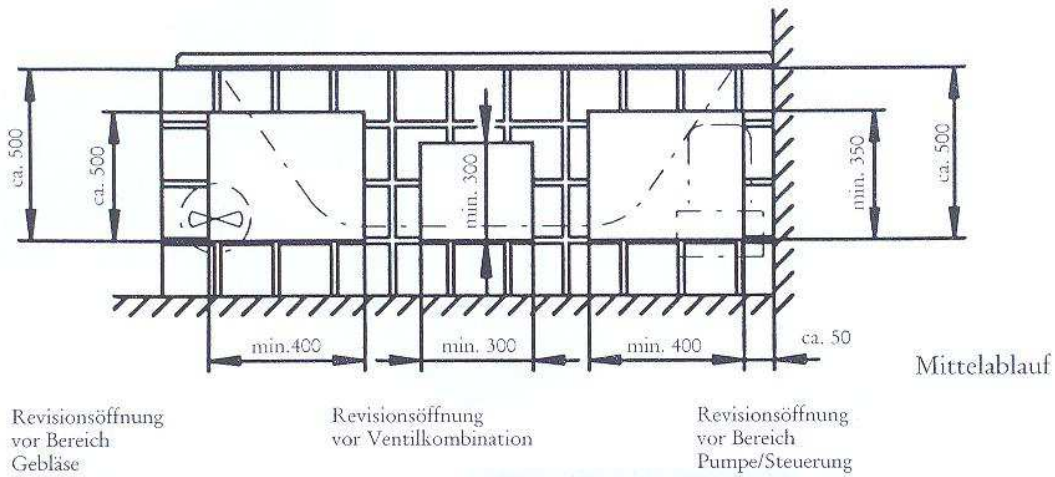 ca. 500
ca. 500
min. 300
min. 350
ca. 500
min.400
min. 300
min. 400
ca. 50
Mittelablauf
Revisionsöffnung
vor Bereich
Gebläse
Revisionsöffnung
vor Ventilkombination
Revisionsöffnung
vor Bereich
Pumpe/Steuerung